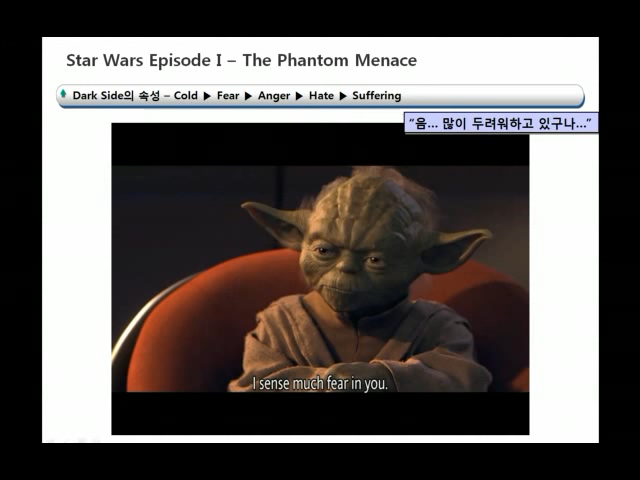 Star Wars Episode I – The Phantom Menace
Dark Side의 속성 – Cold ▶ Fear ▶ Anger ▶ Hate ▶ Suffering
“음... 많이 두려워하고 있구나...”
I sense much fear in you.